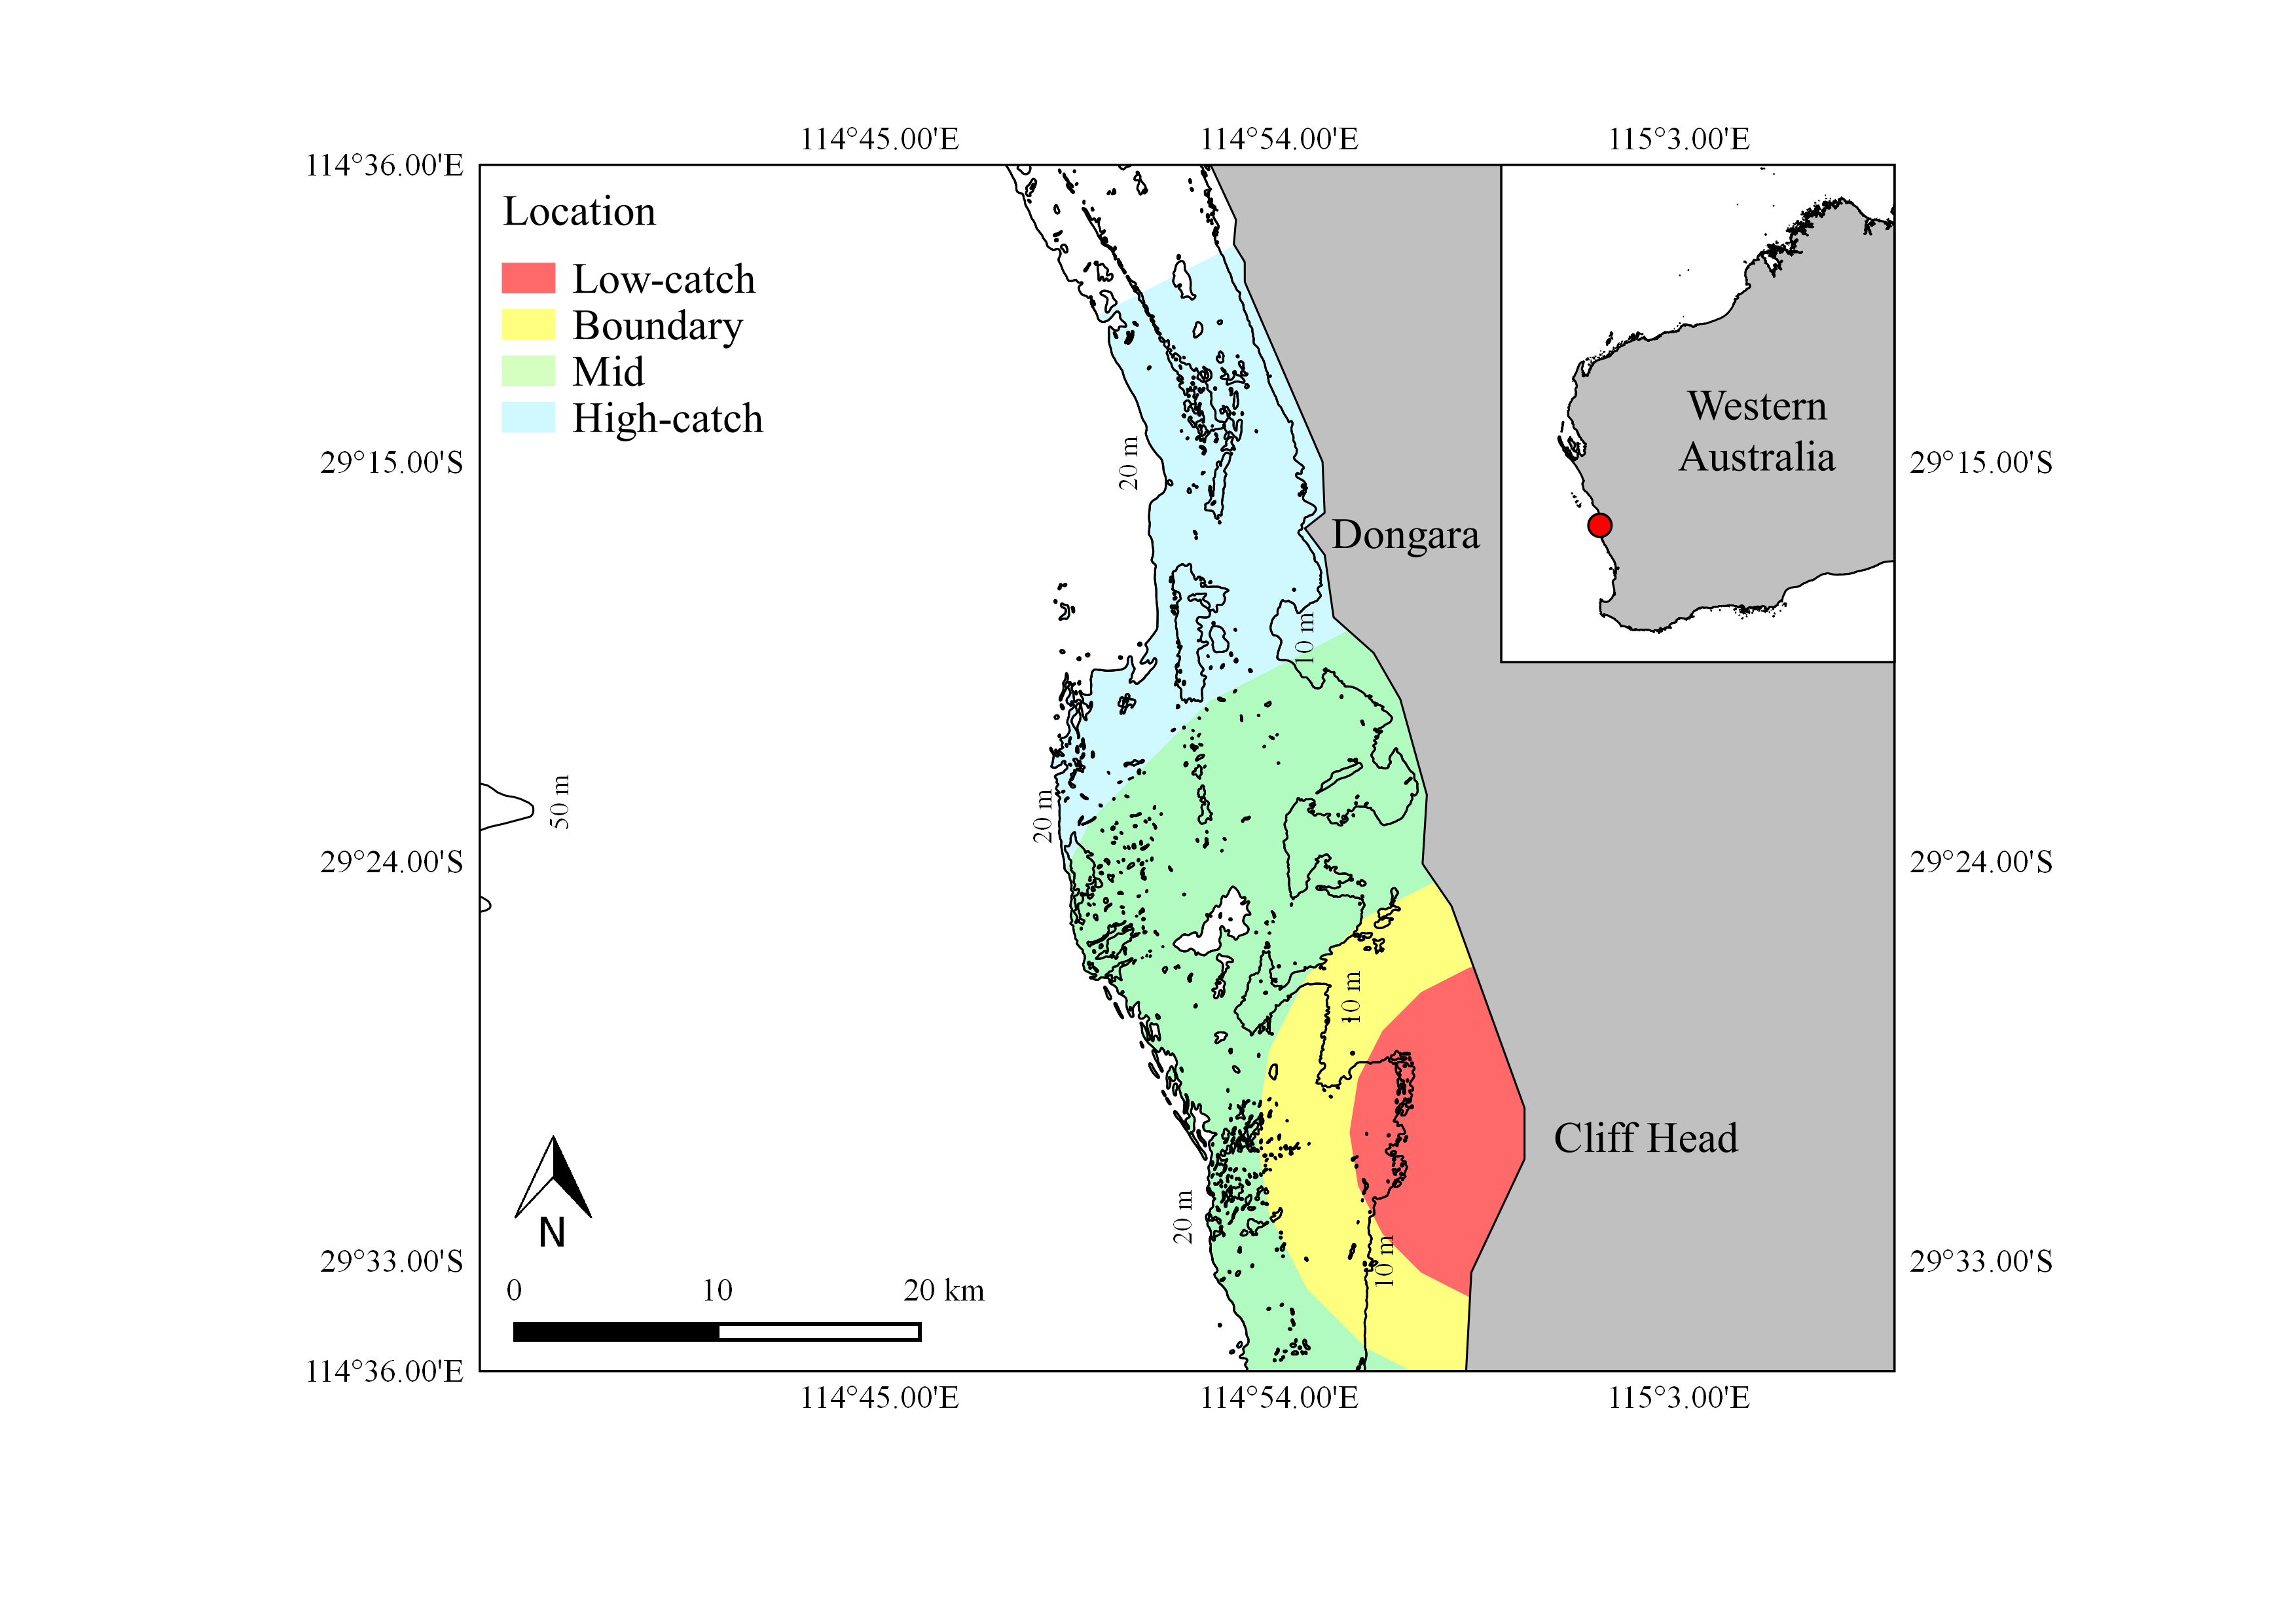 114°45.00'E
114°54.00'E
115°3.00'E
114°36.00'E
Location
Low-catch
Boundary
Mid
High-catch
Western
Australia
20 m
29°15.00'S
29°15.00'S
Dongara
10 m
50 m
20 m
29°24.00'S
29°24.00'S
10 m
Cliff Head
N
20 m
10 m
29°33.00'S
29°33.00'S
0 10 20 km
114°36.00'E
114°45.00'E
114°54.00'E
115°3.00'E